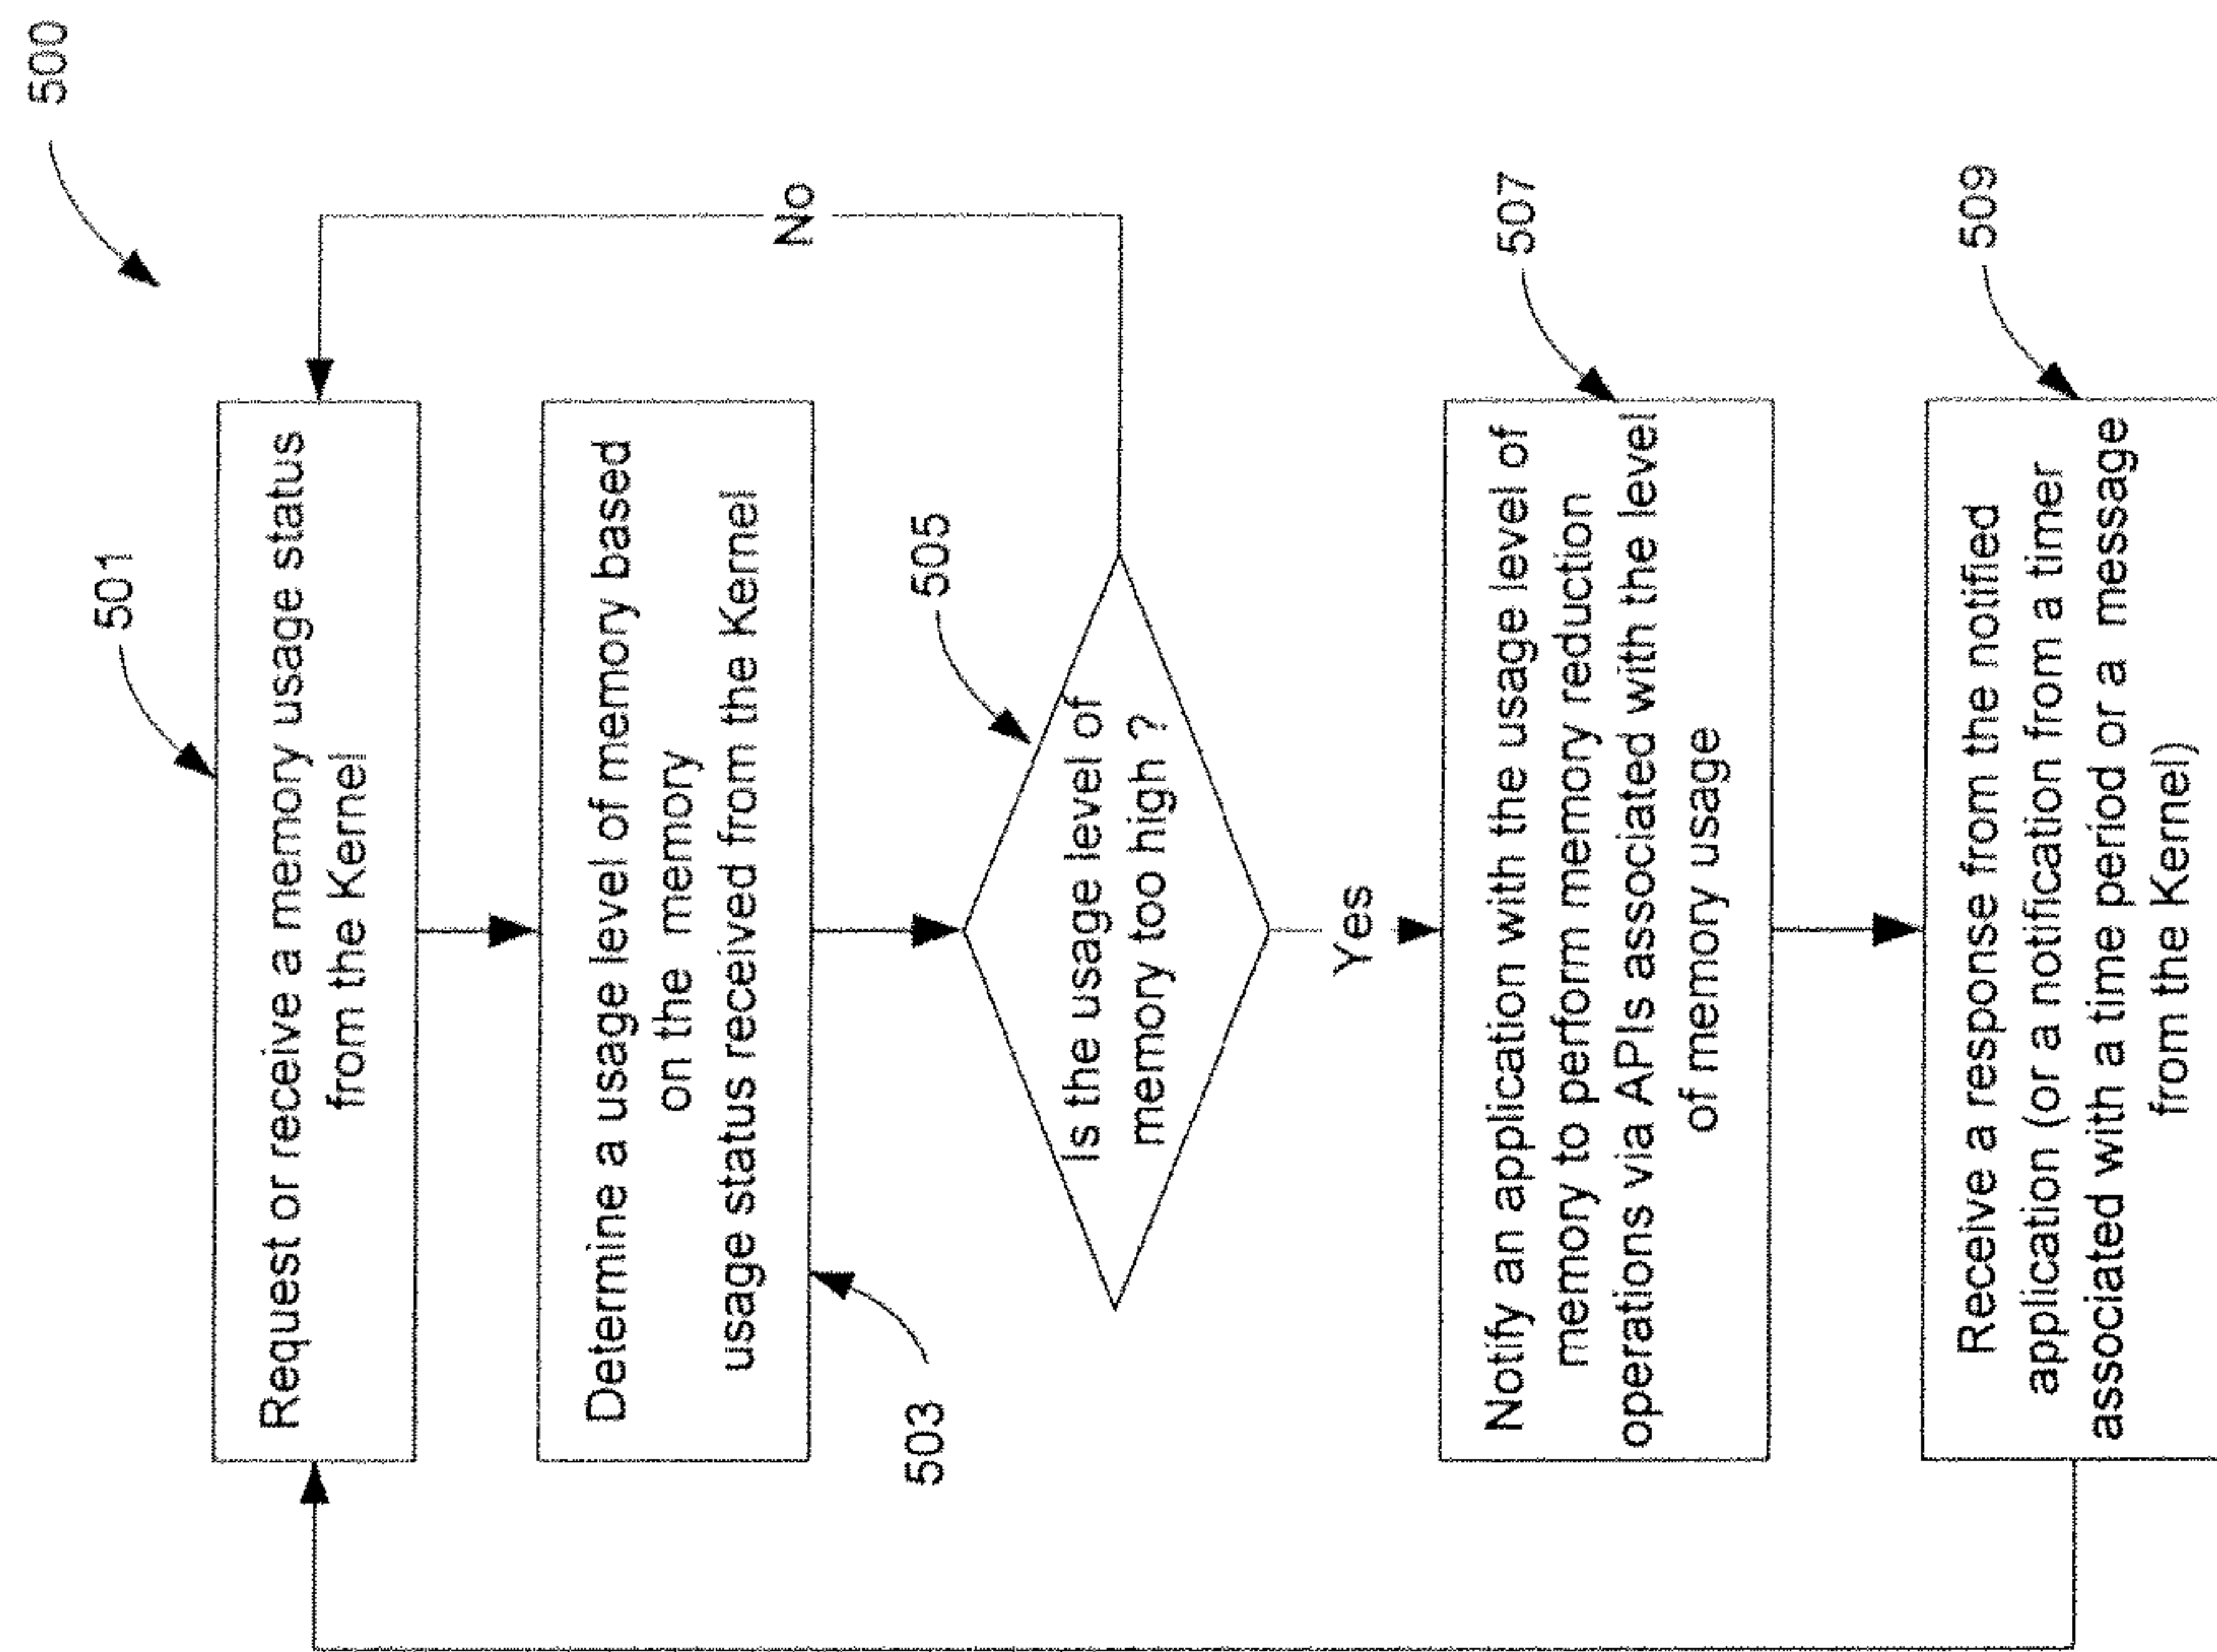 500
501
Request or receive a memory usage status
from the Kernel
Determine a usage level of memory based
on the memory
usage status received from the Kernel
503
505
Is the usage level of
memory too high ?
No
Yes
507
Notify an application with the usage level of
memory to perform memory reduction
operations via APIs associated with the level
of memory usage
509
Receive a response from the notified
application (or a notification from a timer
associated with a time period or a message
from the Kernel)